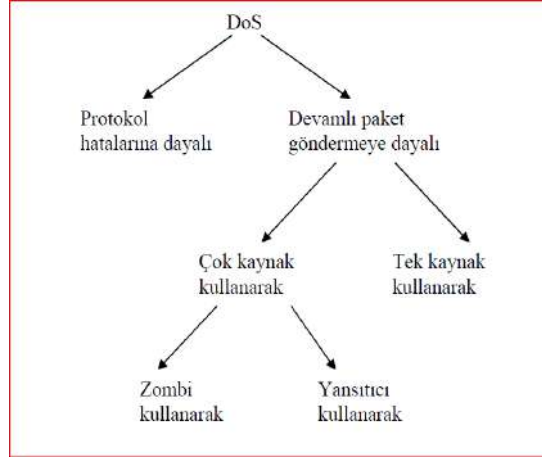 DoS
Protokol
hatalarına dayalı
Devamlı paket
göndermeye dayalı
Çok kaynak
kullanarak
Tek kaynak
kullanarak
Zombi
kullanarak
Yansıtıcı
kullanarak